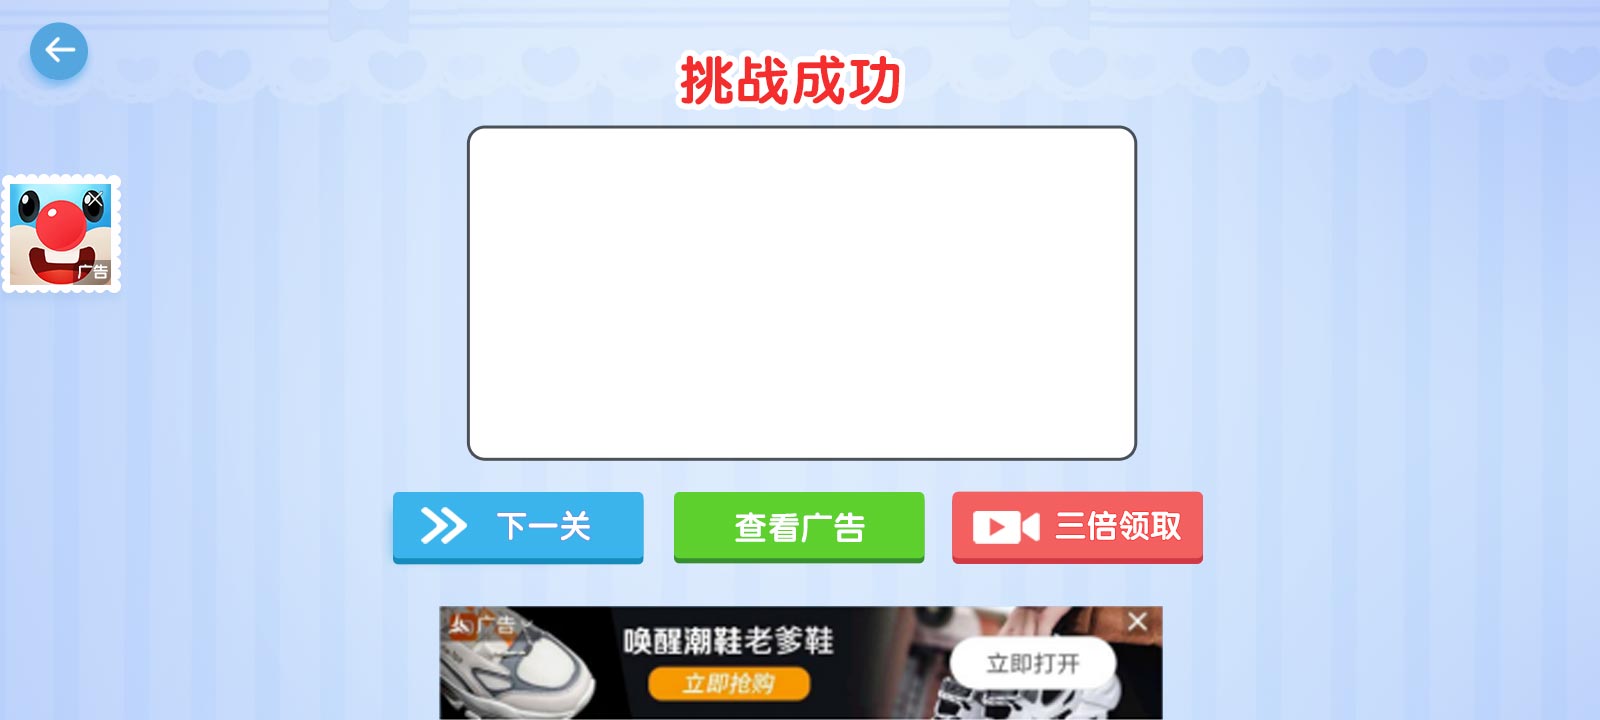 挑战成功
广告
下一关
查看广告
三倍领取
广告
唤醒潮鞋老爹鞋
立即抢购
立即打开